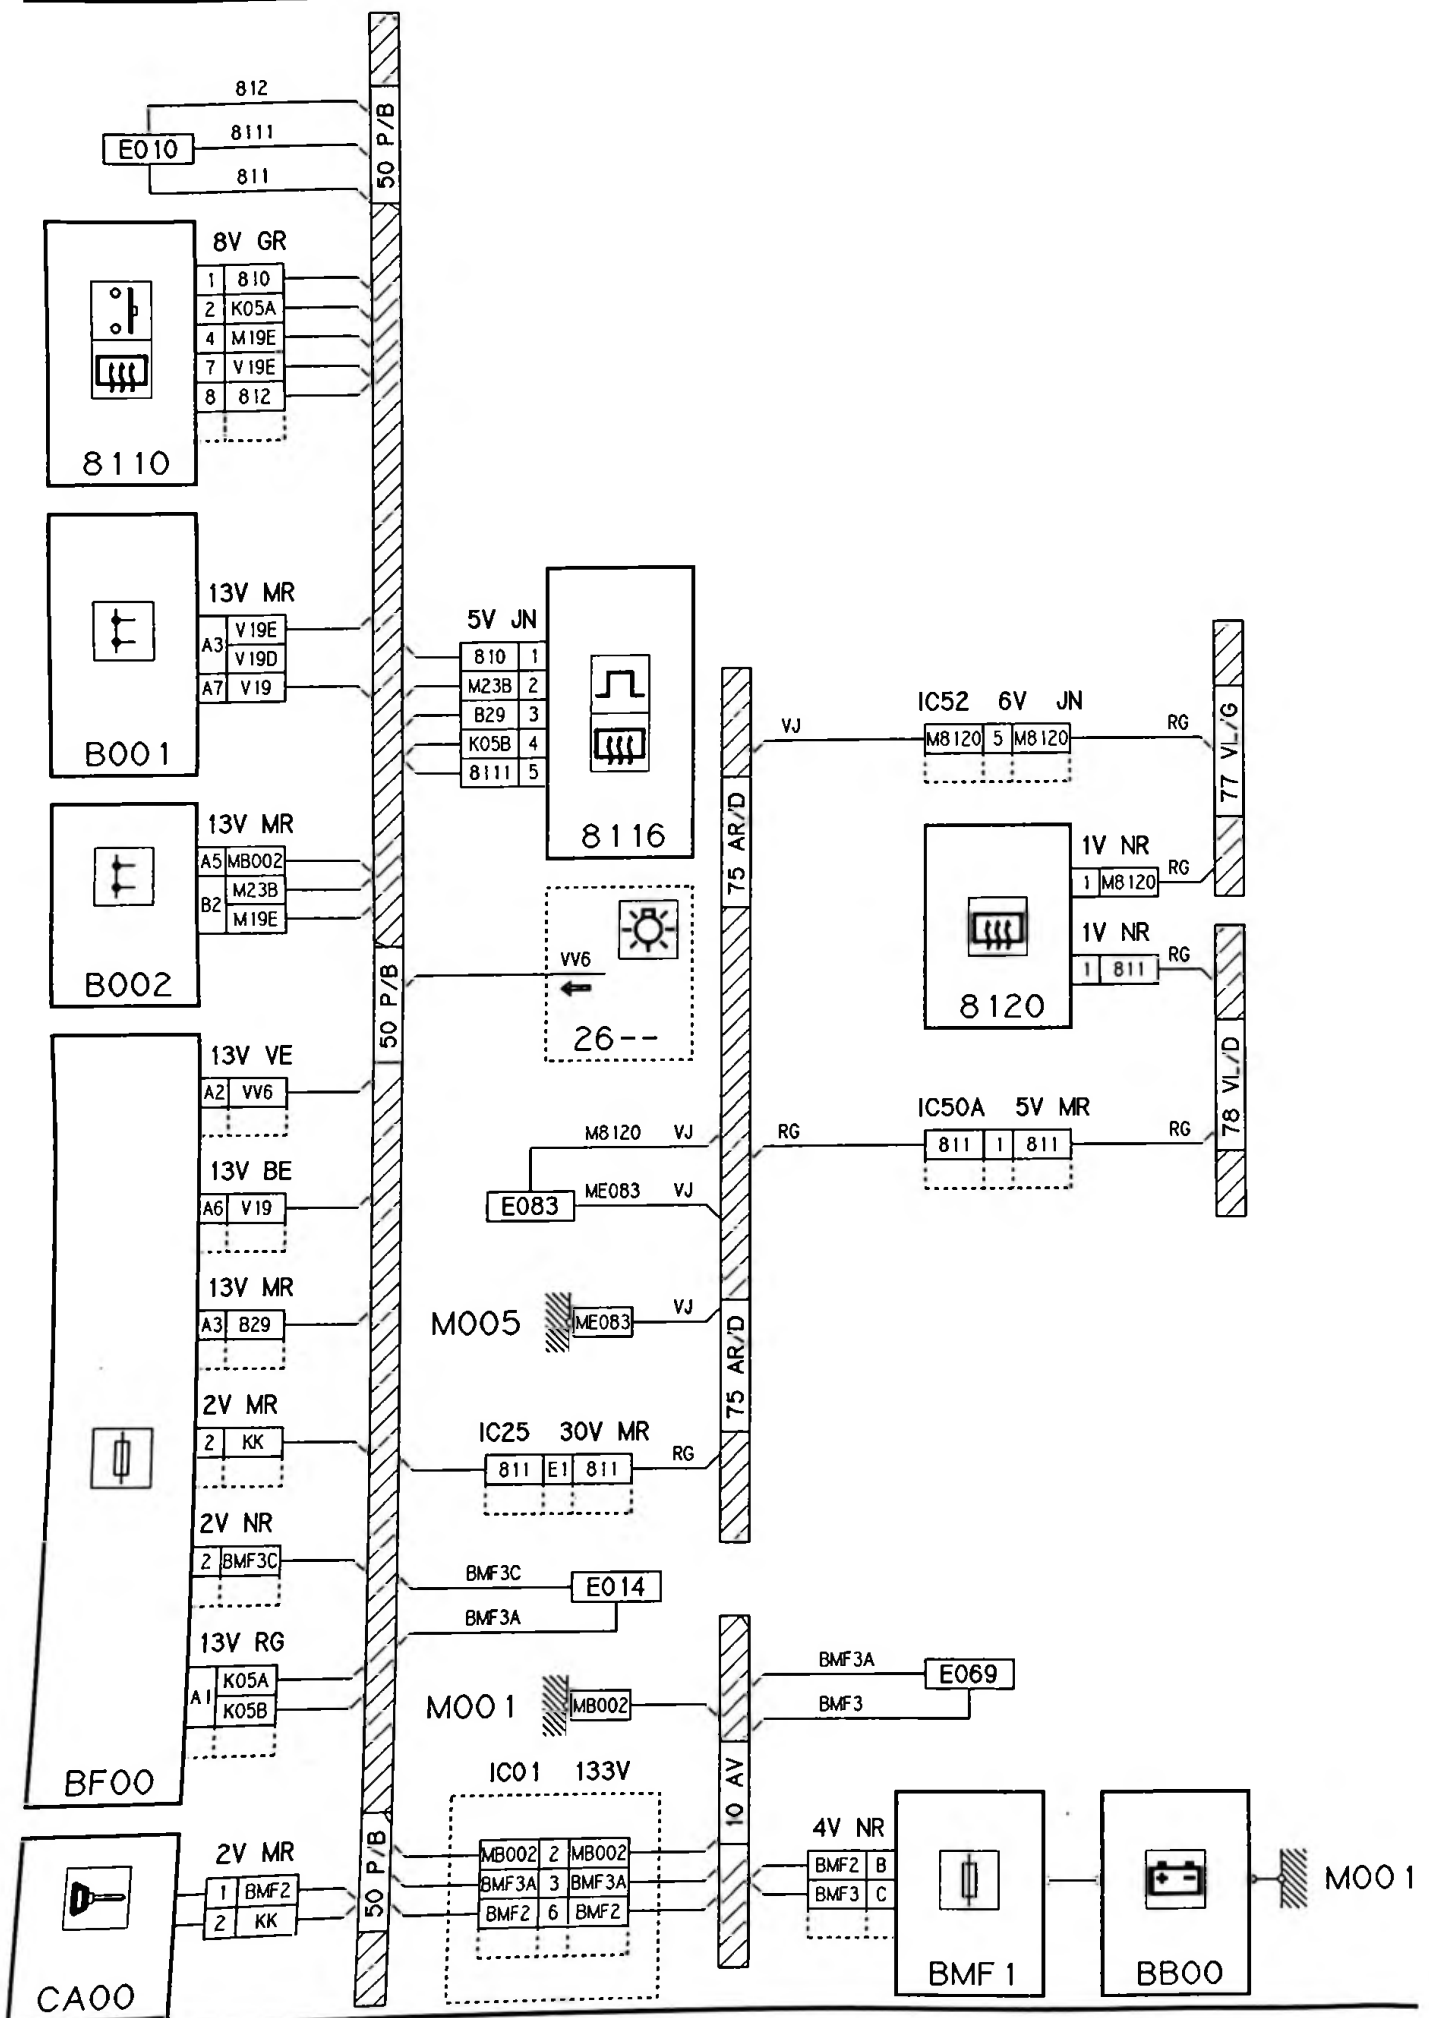 812
8111
E010
811
50 P/B
8V GR
1 810
2 K05A
4 M19E
7 V19E
8 812
8110
13V MR
A3 V19E
V19D
A7 V19
B001
5V JN
810 1
M23B 2
B29 3
K05B 4
8111 5
8116
13V MR
A5 MB002
B2 M23B
M19E
B002
50 P/B
VV6
26--
75 AR/D
VJ
IC52 6V JN
M8120 5 M8120
RG
77 VL/G
1V NR
1 M8120
RG
1V NR
1 811
RG
8120
78 VL/D
13V VE
A2 VV6
13V BE
A6 V19
13V MR
A3 B29
2V MR
2 KK
2V NR
2 BMF3C
13V RG
A1 K05A
K05B
BF00
M8120 VJ
E083
ME083 VJ
RG
IC50A 5V MR
811 1 811
RG
M005
ME083
VJ
75 AR/D
IC25 30V MR
811 E1 811
RG
BMF3C
E014
BMF3A
BMF3A
E069
BMF3
M001
MB002
10 AV
IC01 133V
MB002 2 MB002
BMF3A 3 BMF3A
BMF2 6 BMF2
50 P/B
2V MR
1 BMF2
2 KK
CA00
4V NR
BMF2 B
BMF3 C
BMF1
BB00
M001